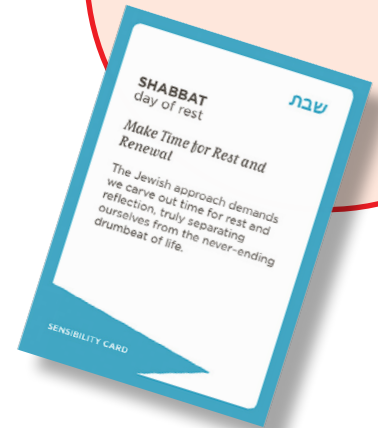 SHABBAT
day of rest
שבת
Make Time for Rest and
Renewal
The Jewish approach demands
we carve out time for rest and
reflection, truly separating
ourselves from the never-ending
drumbeat of life.
SENSIBILITY CARD